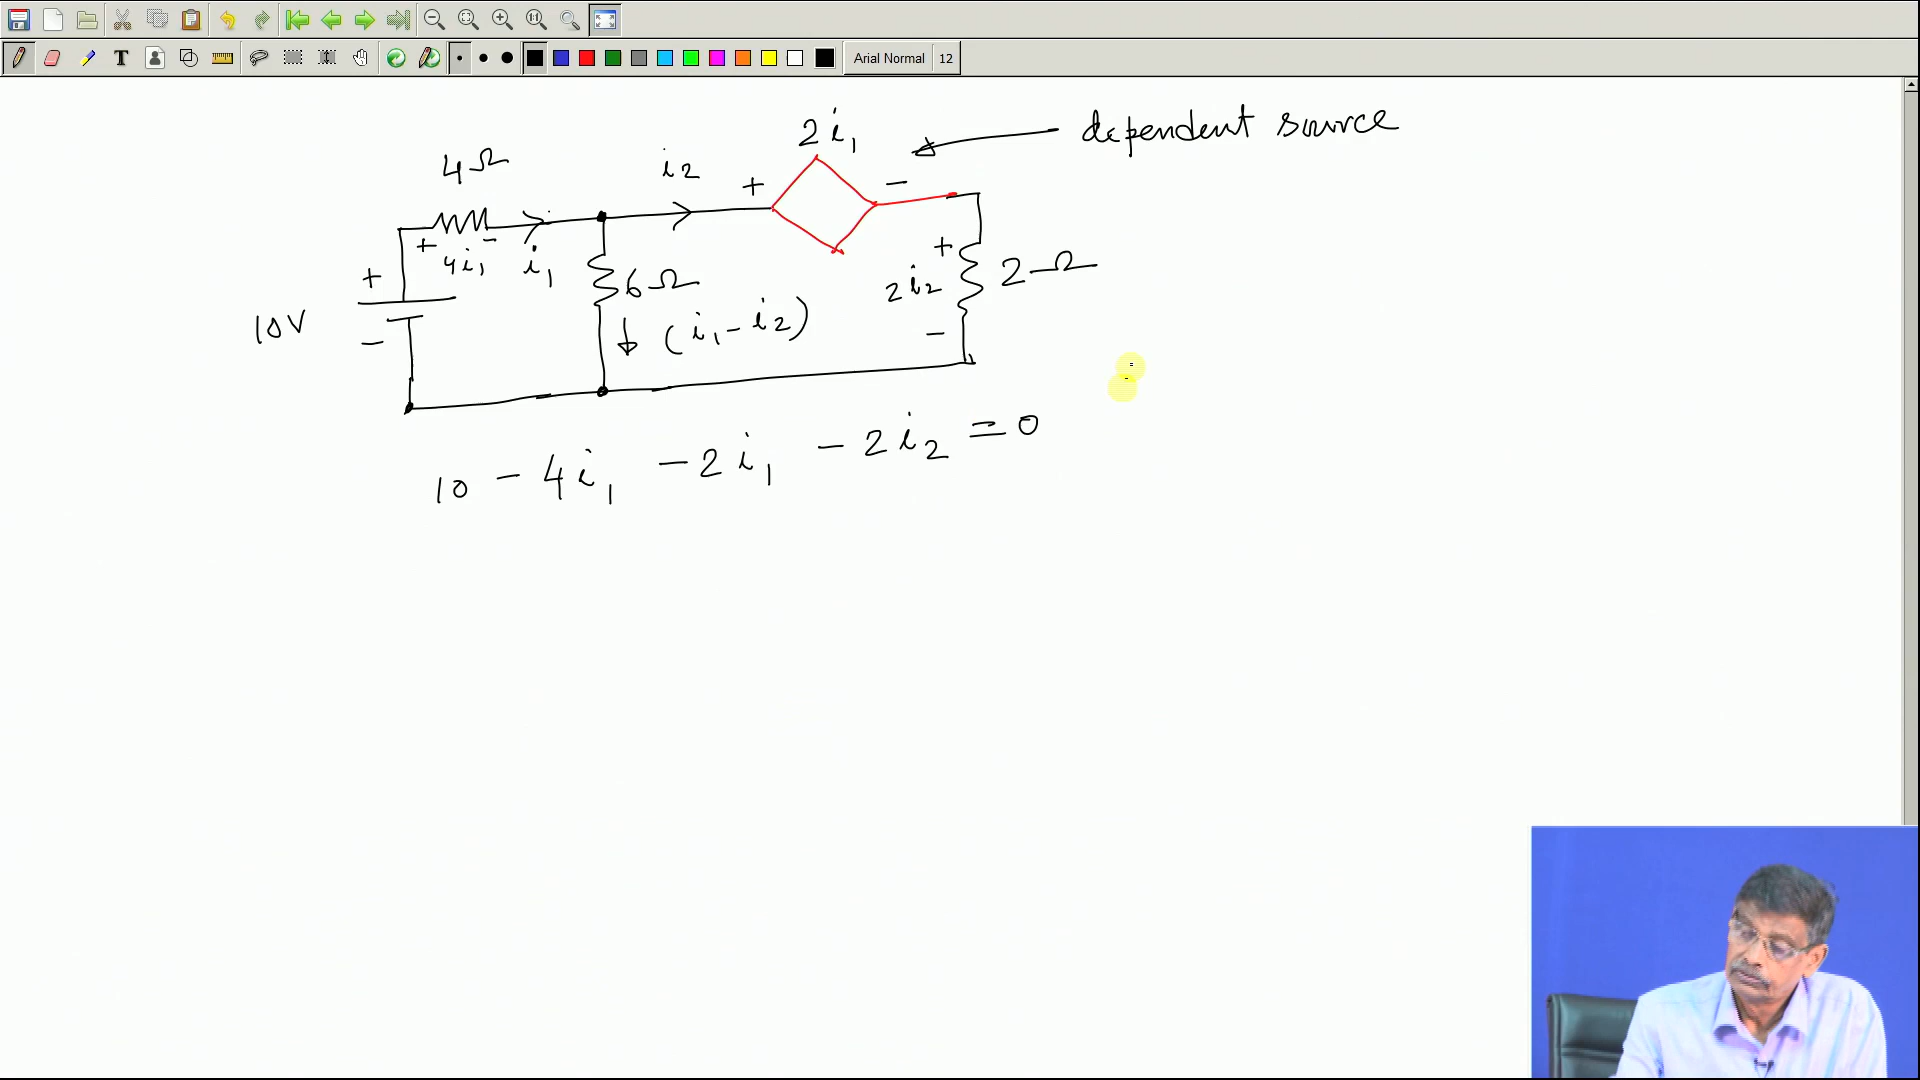 Arial Normal 12
2i₁ dependent source
4Ω i₂ + −
+ 4i₁ − i₁
+ 10V −
6Ω
(i₁ − i₂)
+ 2i₂ − 2Ω
10 − 4i₁ − 2i₁ − 2i₂ = 0